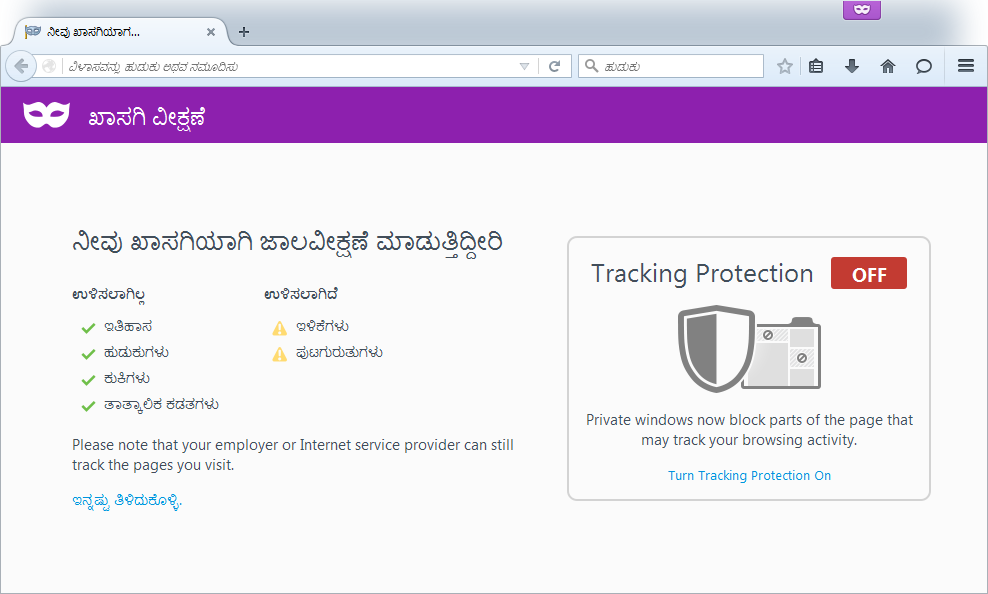 ನೀವು ಖಾಸಗಿಯಾಗ...
ವಿಳಾಸವನ್ನು ಹುಡುಕು ಅಥವ ನಮೂದಿಸು
ಹುಡುಕು
ಖಾಸಗಿ ವೀಕ್ಷಣೆ
ನೀವು ಖಾಸಗಿಯಾಗಿ ಜಾಲವೀಕ್ಷಣೆ ಮಾಡುತ್ತಿದ್ದೀರಿ
ಉಳಿಸಲಾಗಿಲ್ಲ
ಇತಿಹಾಸ
ಹುಡುಕುಗಳು
ಕುಕಿಗಳು
ತಾತ್ಕಾಲಿಕ ಕಡತಗಳು
ಉಳಿಸಲಾಗಿದೆ
ಇಳಿಕೆಗಳು
ಪುಟಗುರುತುಗಳು
Please note that your employer or Internet service provider can still
track the pages you visit.
ಇನ್ನಷ್ಟು ತಿಳಿದುಕೊಳ್ಳಿ.
Tracking Protection OFF
Private windows now block parts of the page that
may track your browsing activity.
Turn Tracking Protection On